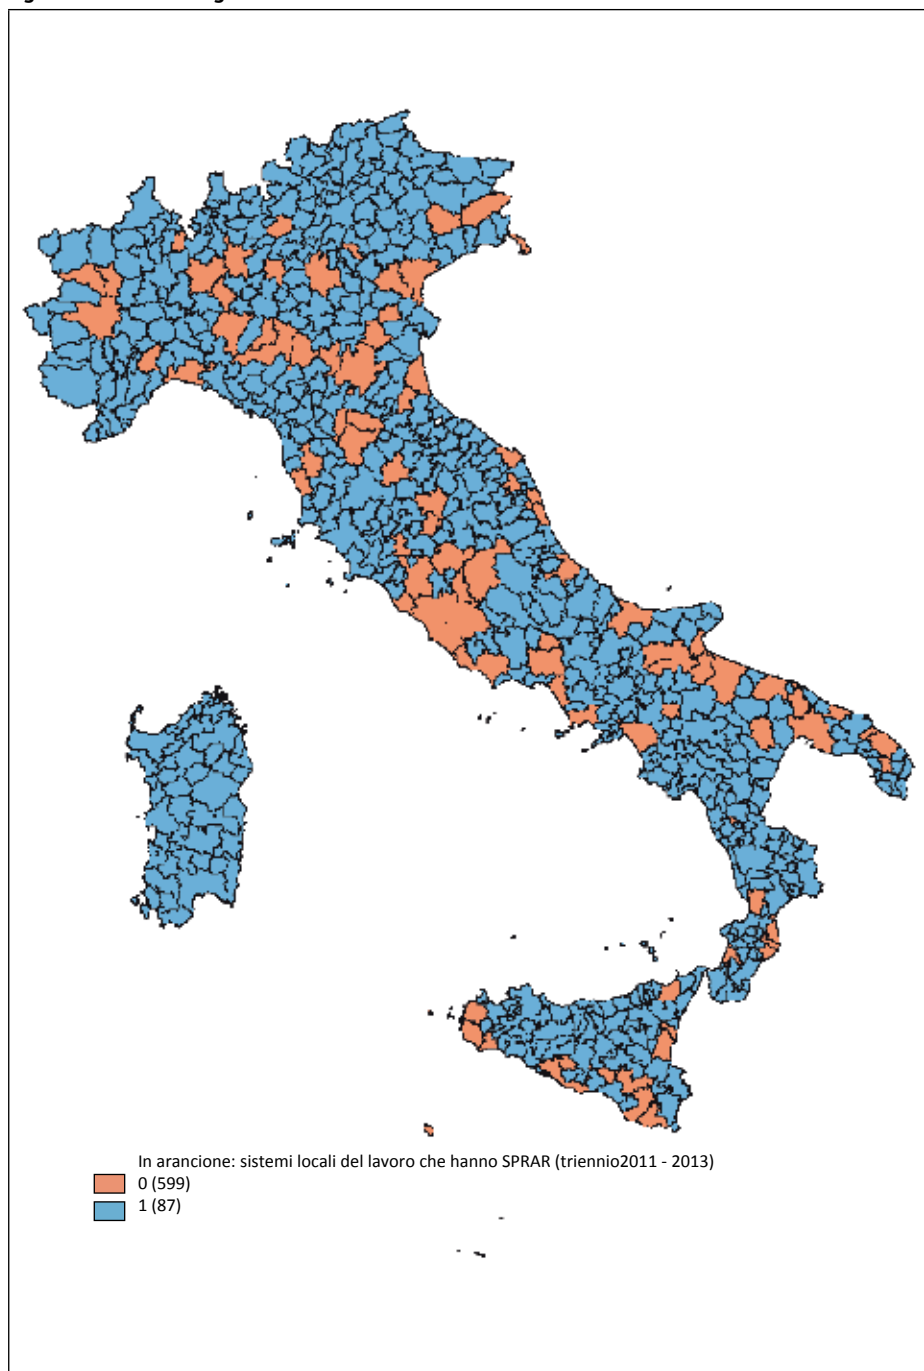 In arancione: sistemi locali del lavoro che hanno SPRAR (triennio2011 - 2013)
0 (599)
1 (87)